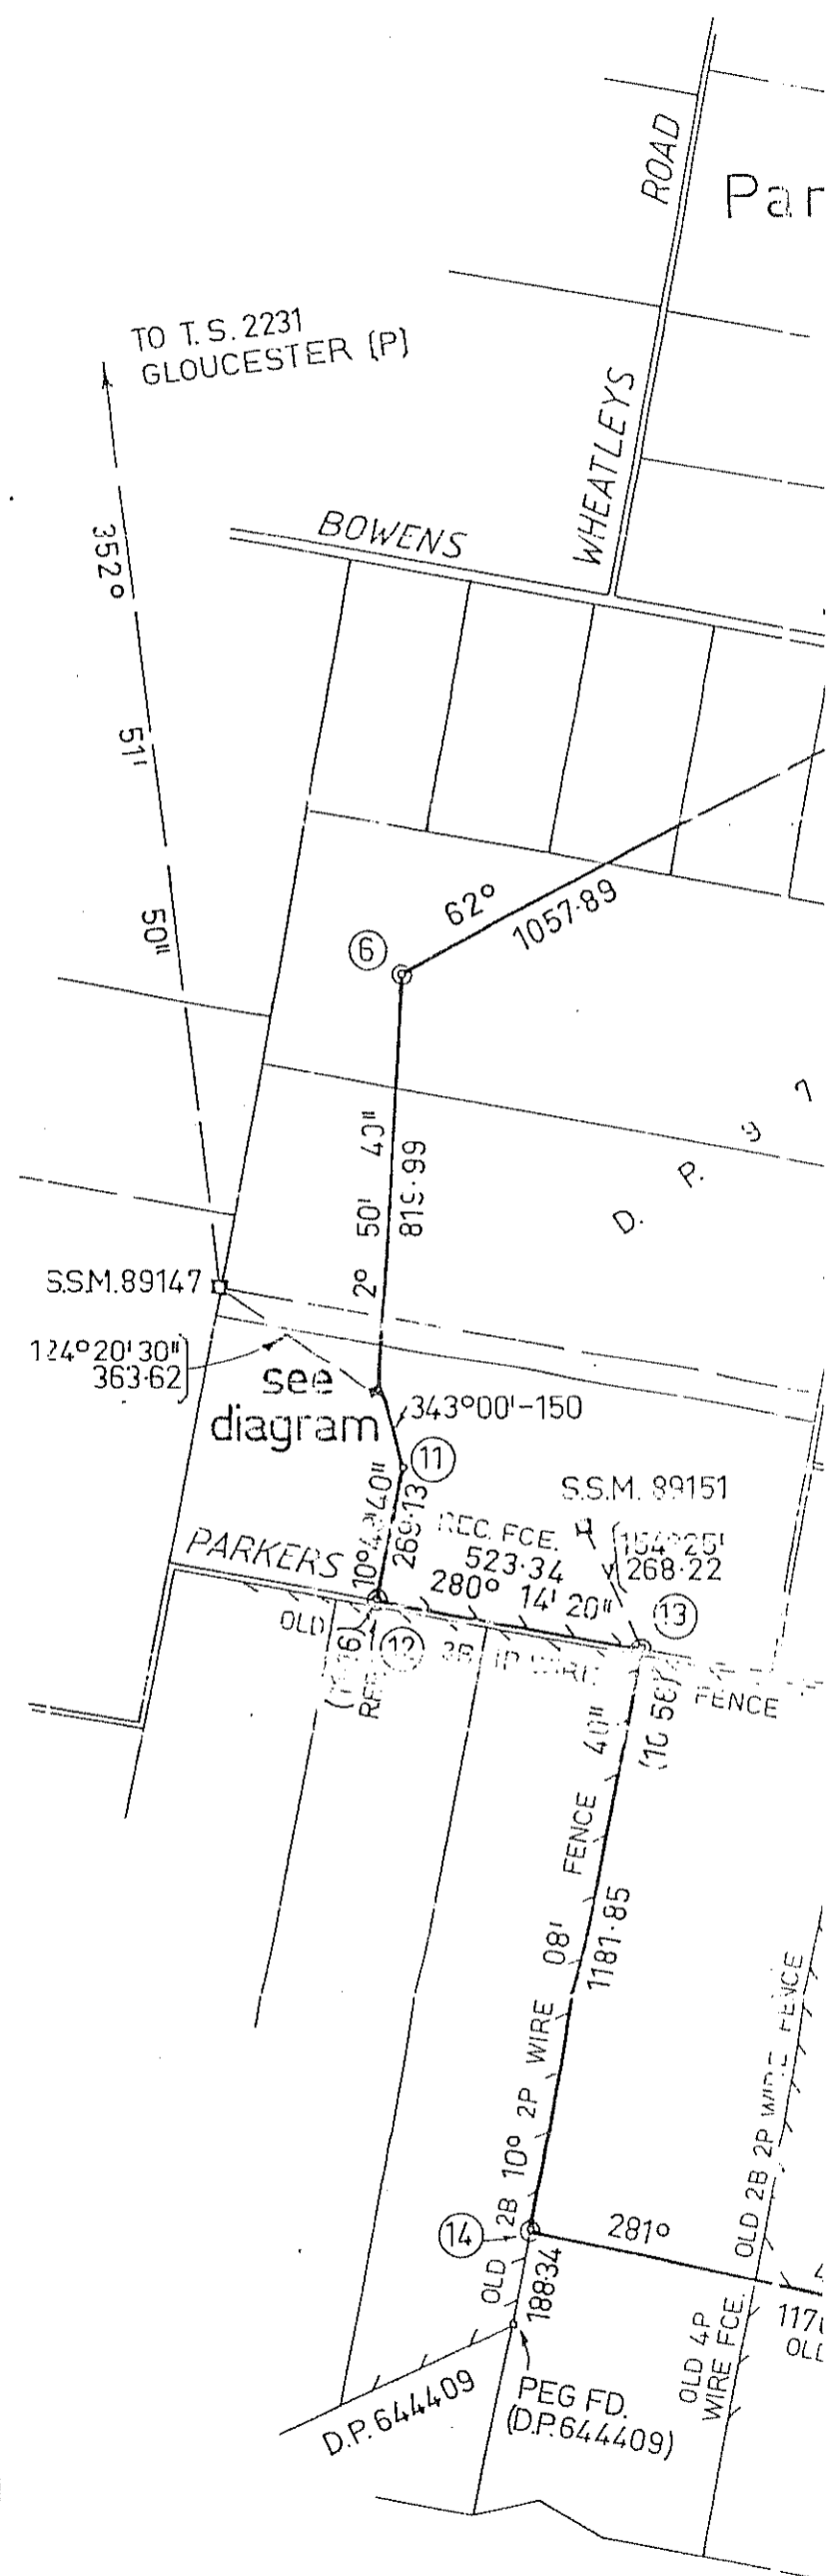 ROAD
Par
TO T.S. 2231
GLOUCESTER (P)
WHEATLEYS
BOWENS
352°
51'
50"
62°
1057·89
6
2° 50' 40"
819·99
D. P.
S.S.M.89147
124°20'30"
363·62
see
diagram
343°00'-150
11
S.S.M. 89151
268·22
269·13
REC. FCE.
523·34
280° 14' 20"
PARKERS
OLD
12
13
FENCE
OLD 2B 2P WIRE FENCE
10° 08' 40"
1181·85
OLD 2B 2P WIRE FENCE
14
281°
188·34
OLD 4P
WIRE FCE.
PEG FD.
(D.P.644409)
D.P.644409